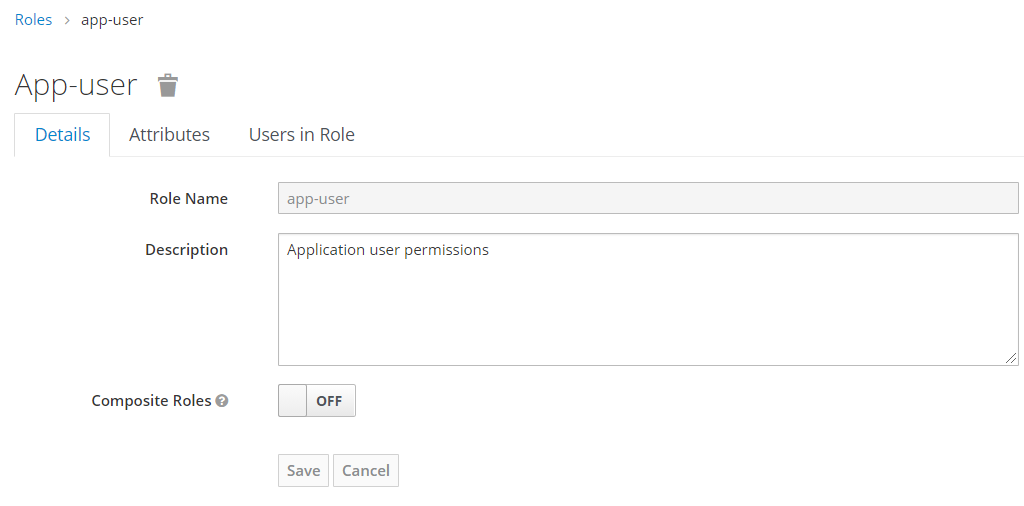 Roles > app-user
App-user
Details Attributes Users in Role
Role Name app-user
Description Application user permissions
Composite Roles ? OFF
Save Cancel